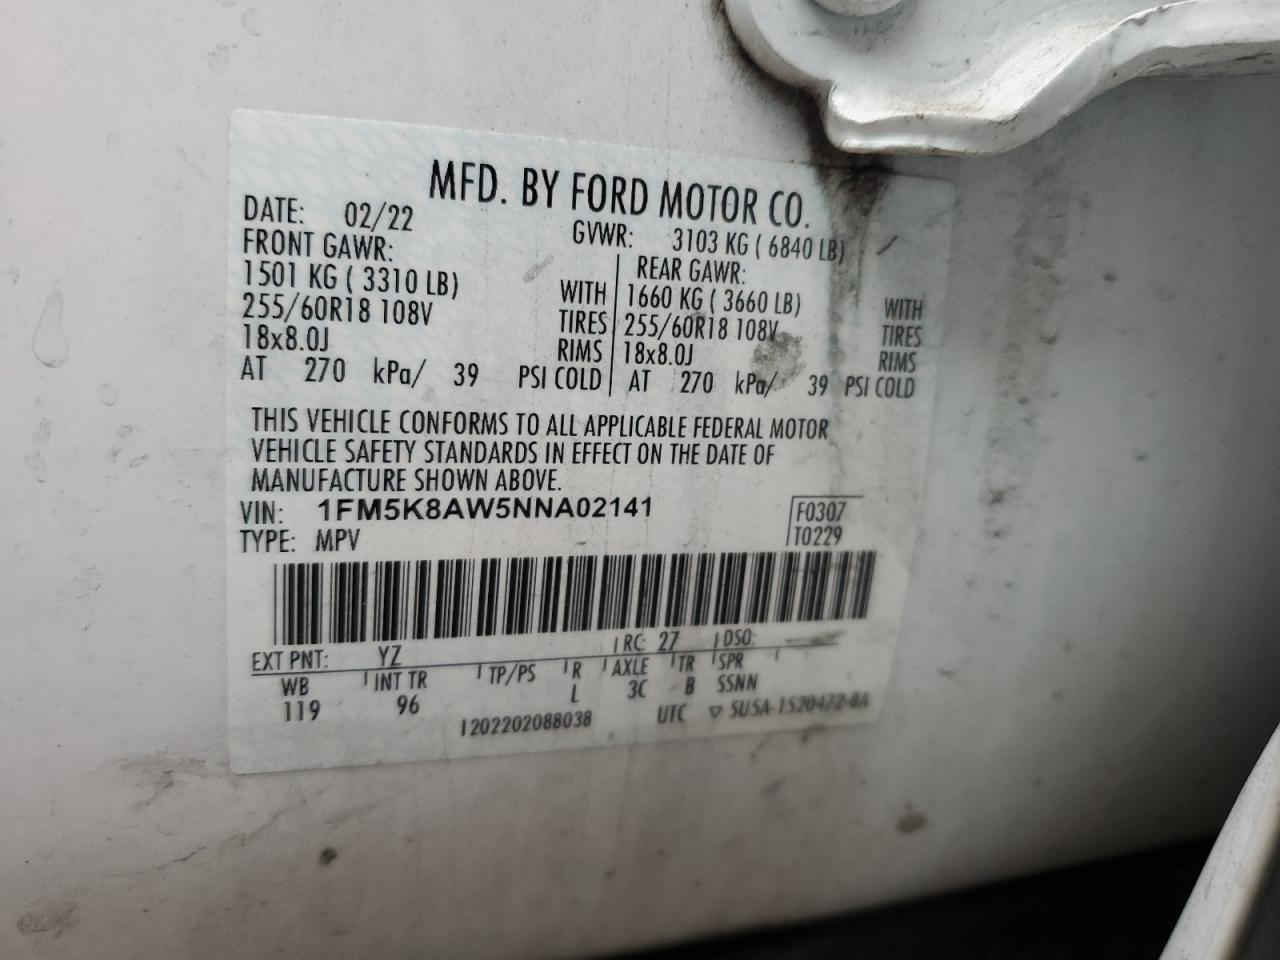 MFD. BY FORD MOTOR CO.
DATE: 02/22 GVWR: 3103 KG ( 6840 LB)
FRONT GAWR: REAR GAWR:
1501 KG ( 3310 LB) WITH 1660 KG ( 3660 LB) WITH
255/60R18 108V TIRES 255/60R18 108V TIRES
18x8.0J RIMS 18x8.0J RIMS
AT 270 kPa/ 39 PSI COLD AT 270 kPa/ 39 PSI COLD
THIS VEHICLE CONFORMS TO ALL APPLICABLE FEDERAL MOTOR
VEHICLE SAFETY STANDARDS IN EFFECT ON THE DATE OF
MANUFACTURE SHOWN ABOVE.
VIN: 1FM5K8AW5NNA02141 F0307
TYPE: MPV T0229
EXT PNT: YZ RC: 27 DSO:
WB INT TR TP/PS R AXLE TR SPR
119 96 L 3C B SSNN
1202202088038 UTC ▽ 5U5A-1520472-BA